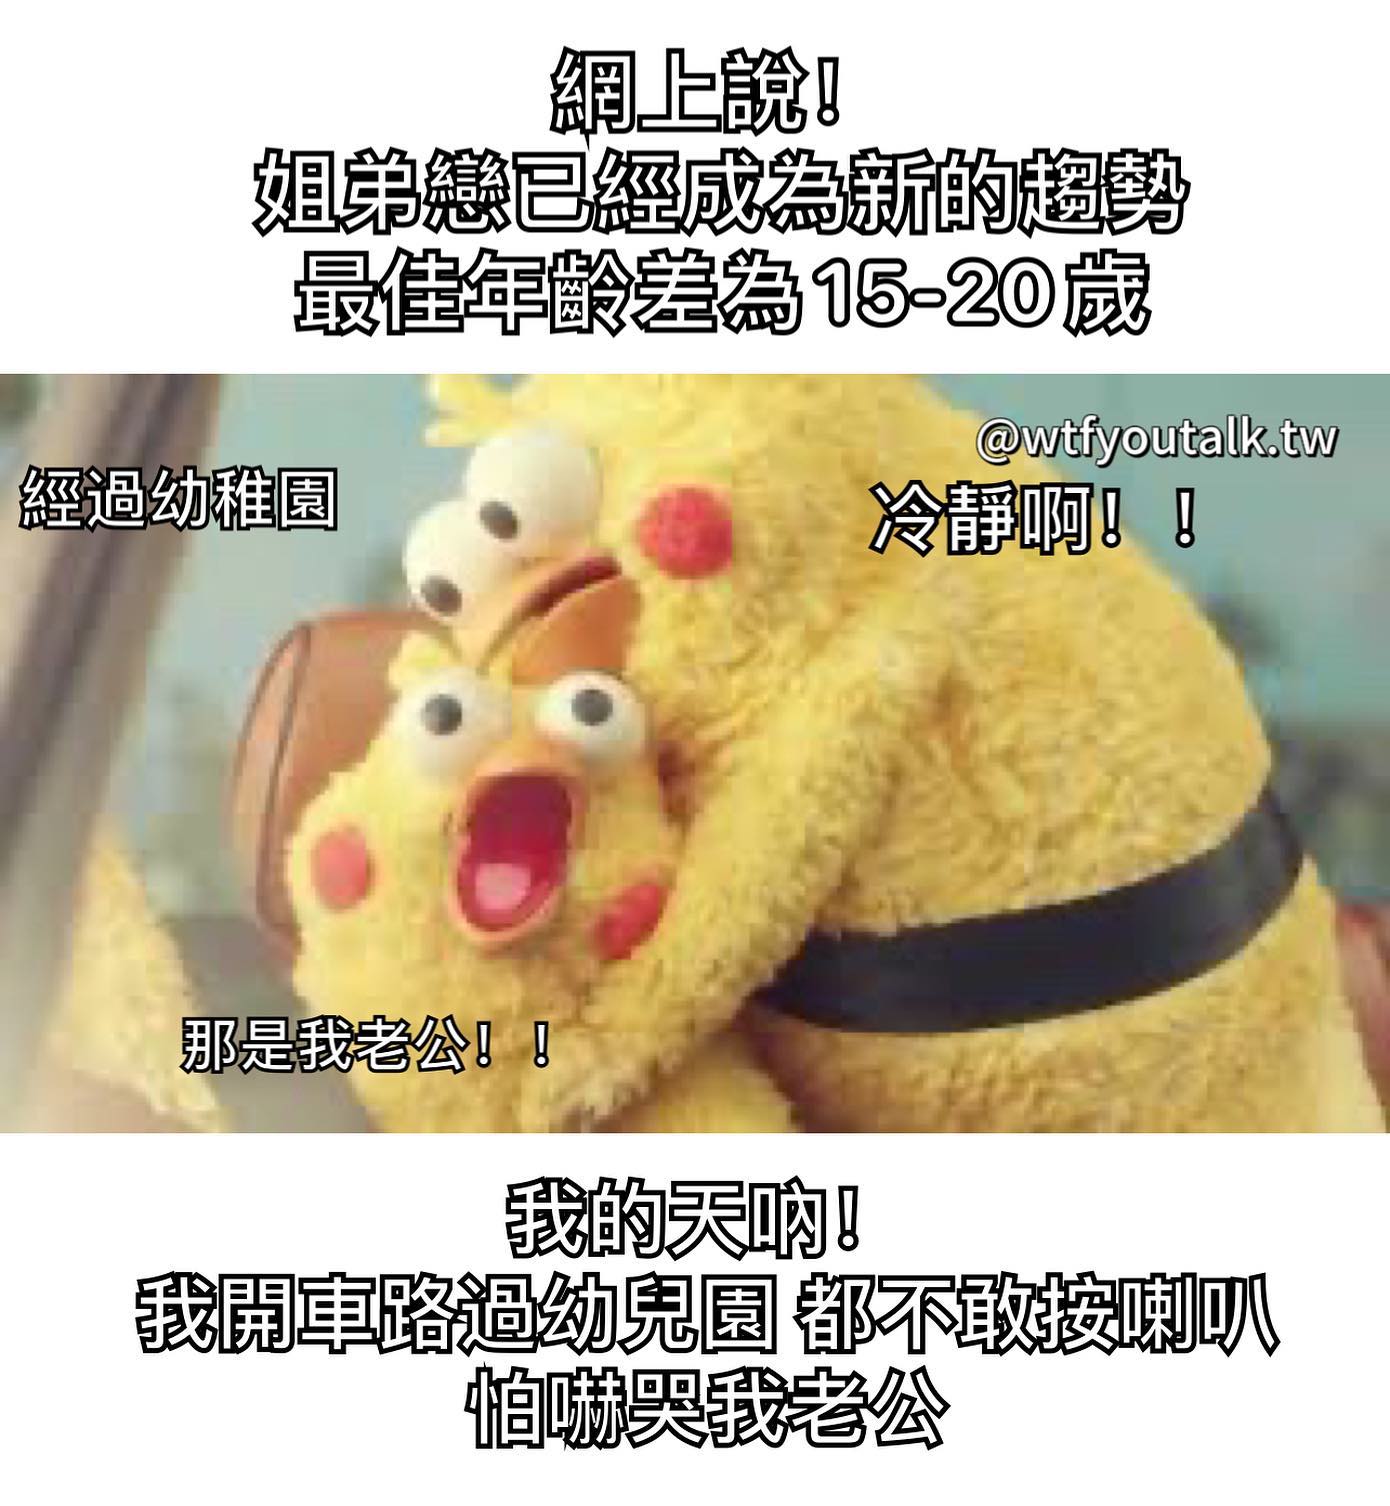 網上說！
姐弟戀已經成為新的趨勢
最佳年齡差為15-20歲
@wtfyoutalk.tw
經過幼稚園
冷靜啊！！
那是我老公！！
我的天吶！
我開車路過幼兒園 都不敢按喇叭
怕嚇哭我老公